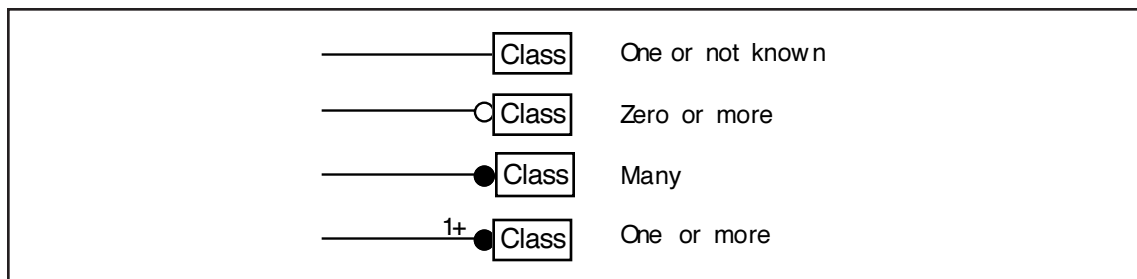 Class One or not known
Class Zero or more
Class Many
1+ Class One or more